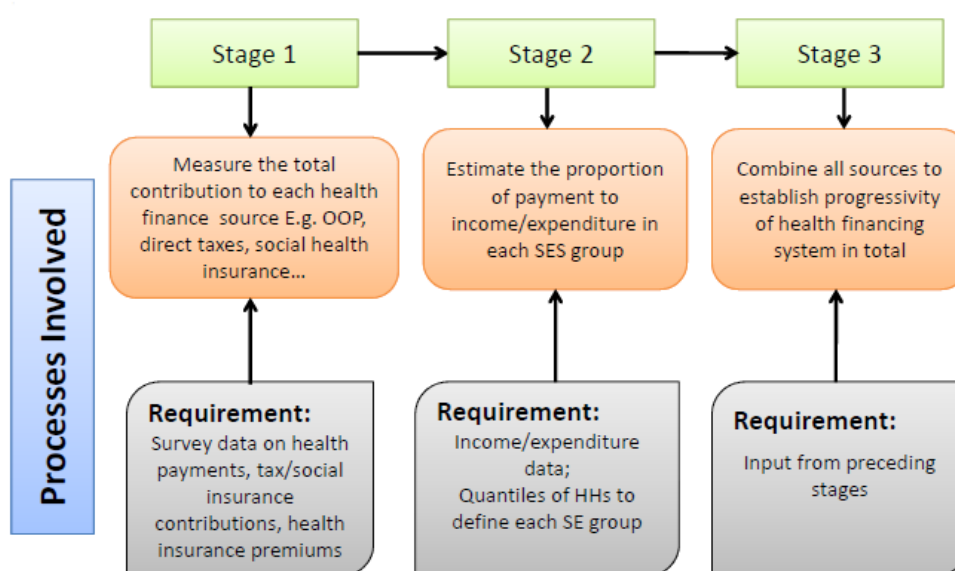 Stage 1
Stage 2
Stage 3
Processes Involved
Measure the total
contribution to each health
finance source E.g. OOP,
direct taxes, social health
insurance...
Estimate the proportion
of payment to
income/expenditure in
each SES group
Combine all sources to
establish progressivity
of health financing
system in total
Requirement:
Survey data on health
payments, tax/social
insurance
contributions, health
insurance premiums
Requirement:
Income/expenditure
data;
Quantiles of HHs to
define each SE group
Requirement:
Input from preceding
stages